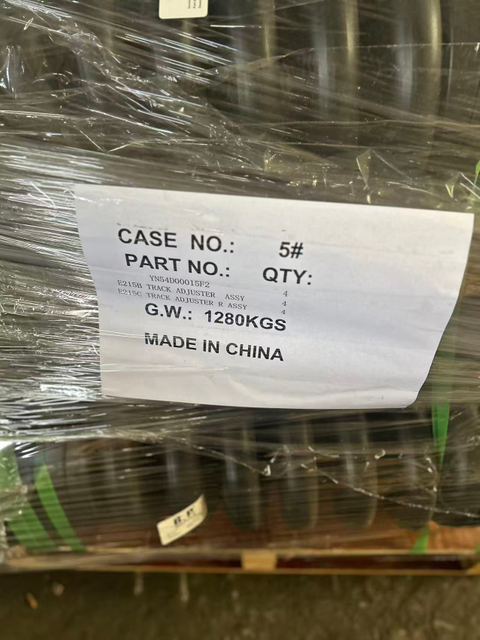 CASE NO.: 5#
PART NO.: QTY:
YN54D00015F2 4
E215B TRACK ADJUSTER ASSY 4
E215C TRACK ADJUSTER R ASSY 4
G.W.: 1280KGS
MADE IN CHINA
B.P.